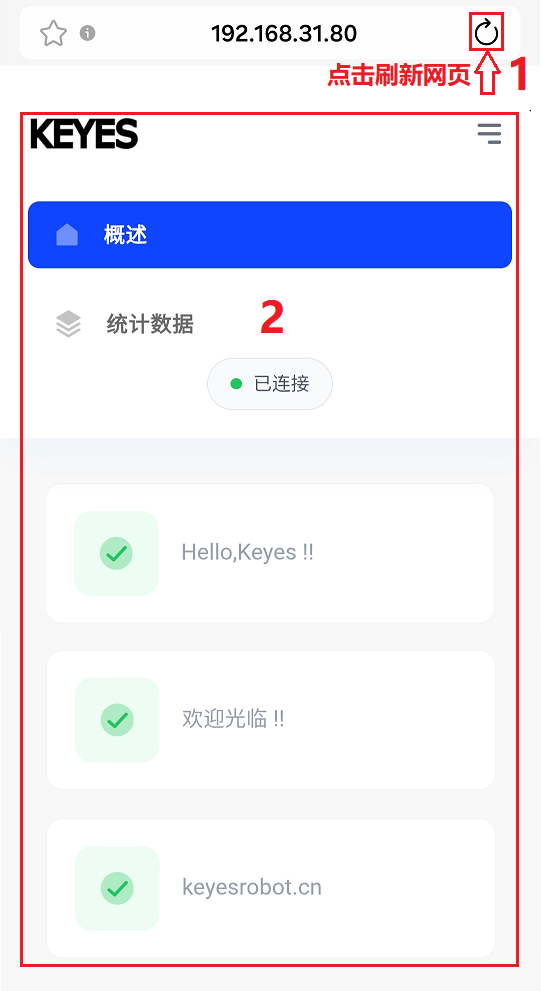 192.168.31.80
点击刷新网页 1
KEYES
概述
统计数据
2
已连接
Hello,Keyes !!
欢迎光临 !!
keyesrobot.cn